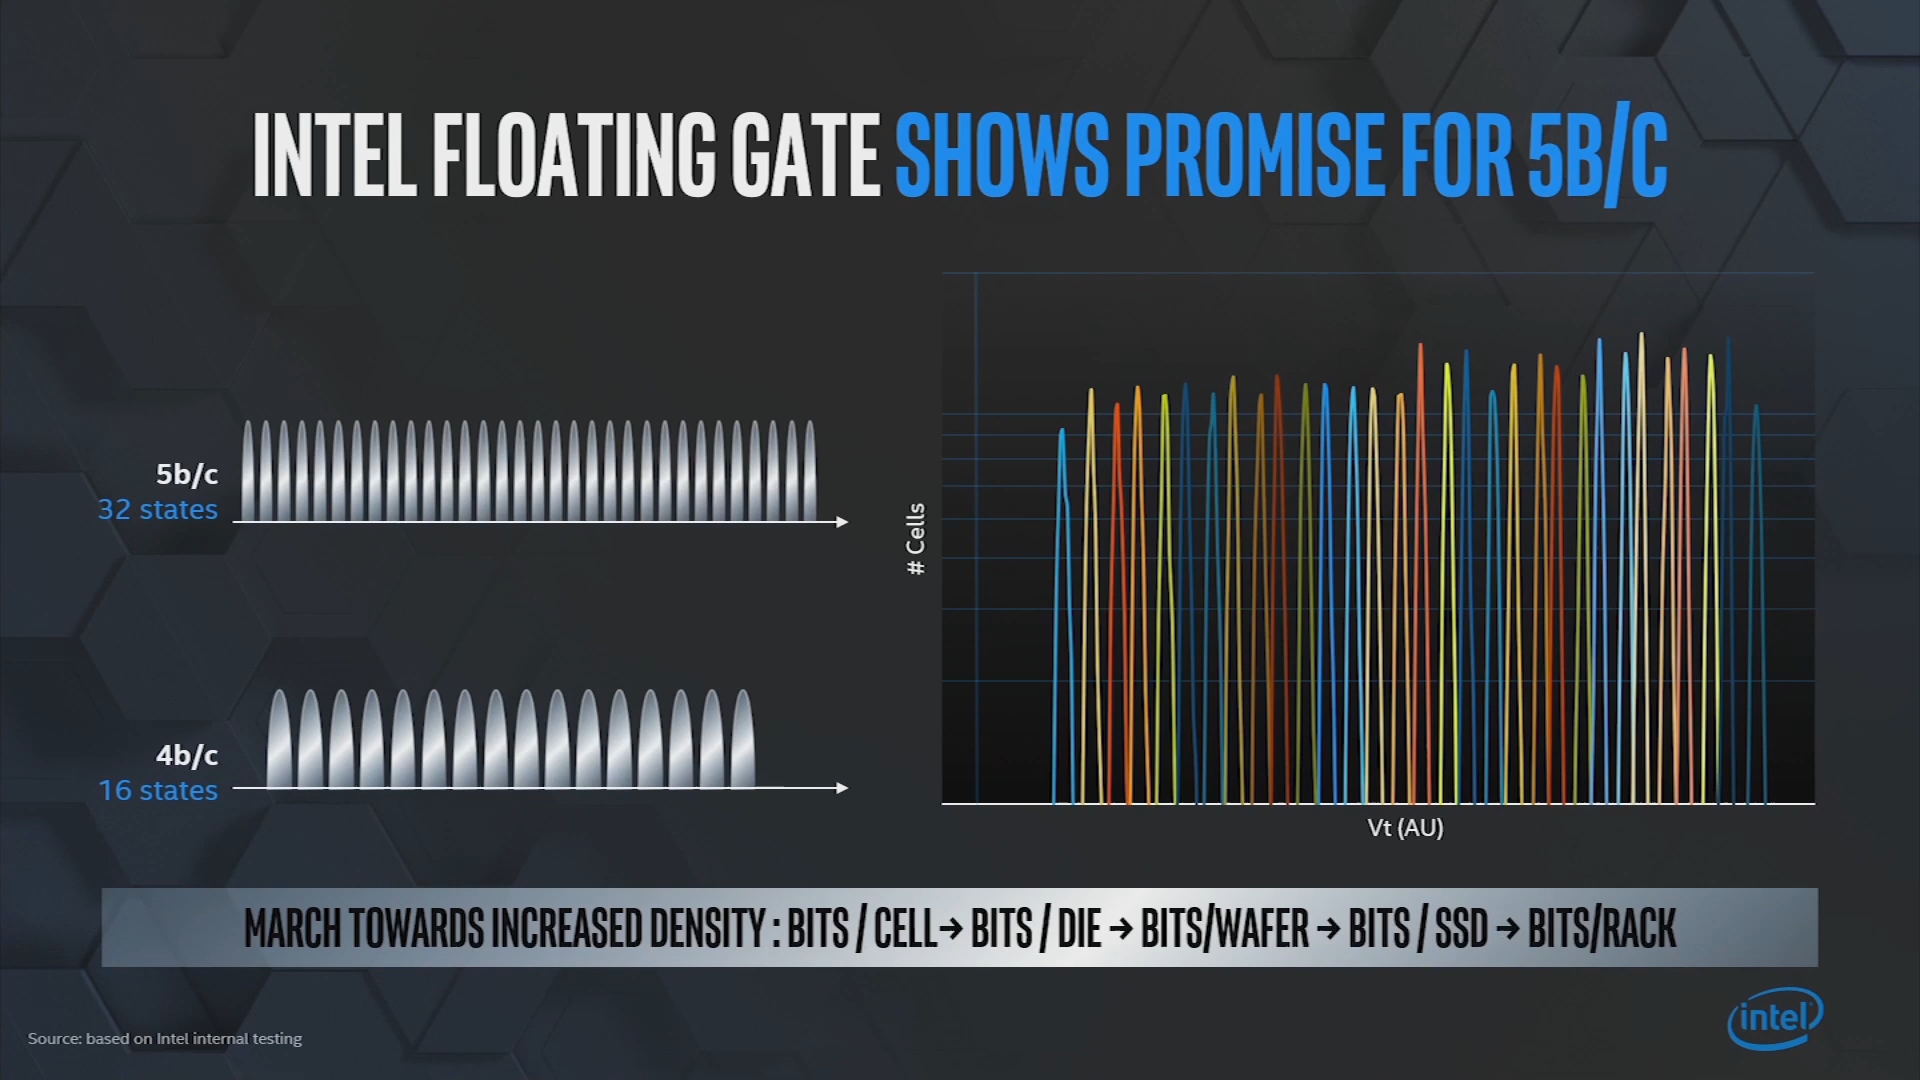 INTEL FLOATING GATE SHOWS PROMISE FOR 5B/C
5b/c
32 states
4b/c
16 states
# Cells
Vt (AU)
MARCH TOWARDS INCREASED DENSITY : BITS / CELL→ BITS / DIE → BITS/WAFER → BITS / SSD → BITS/RACK
Source: based on Intel internal testing
intel